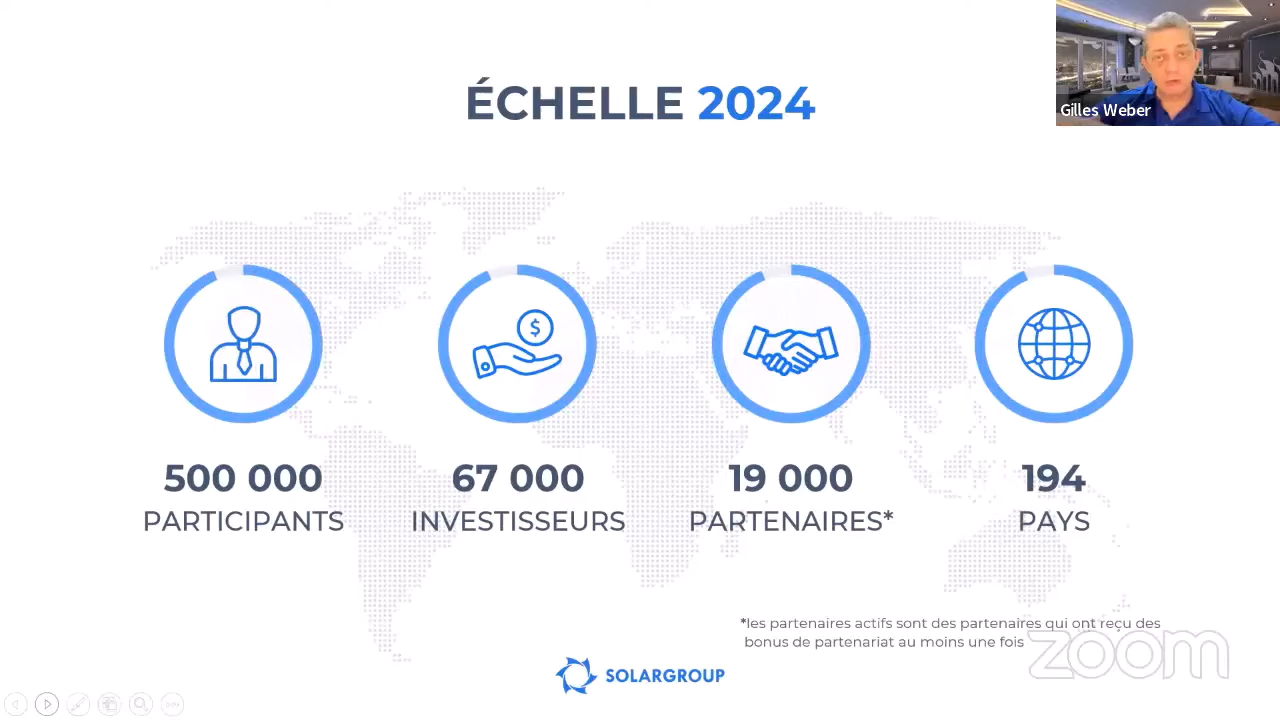 Gilles Weber
ÉCHELLE 2024
$
500 000
PARTICIPANTS
67 000
INVESTISSEURS
19 000
PARTENAIRES*
194
PAYS
*les partenaires actifs sont des partenaires qui ont reçu des
bonus de partenariat au moins une fois
zoom
SOLARGROUP